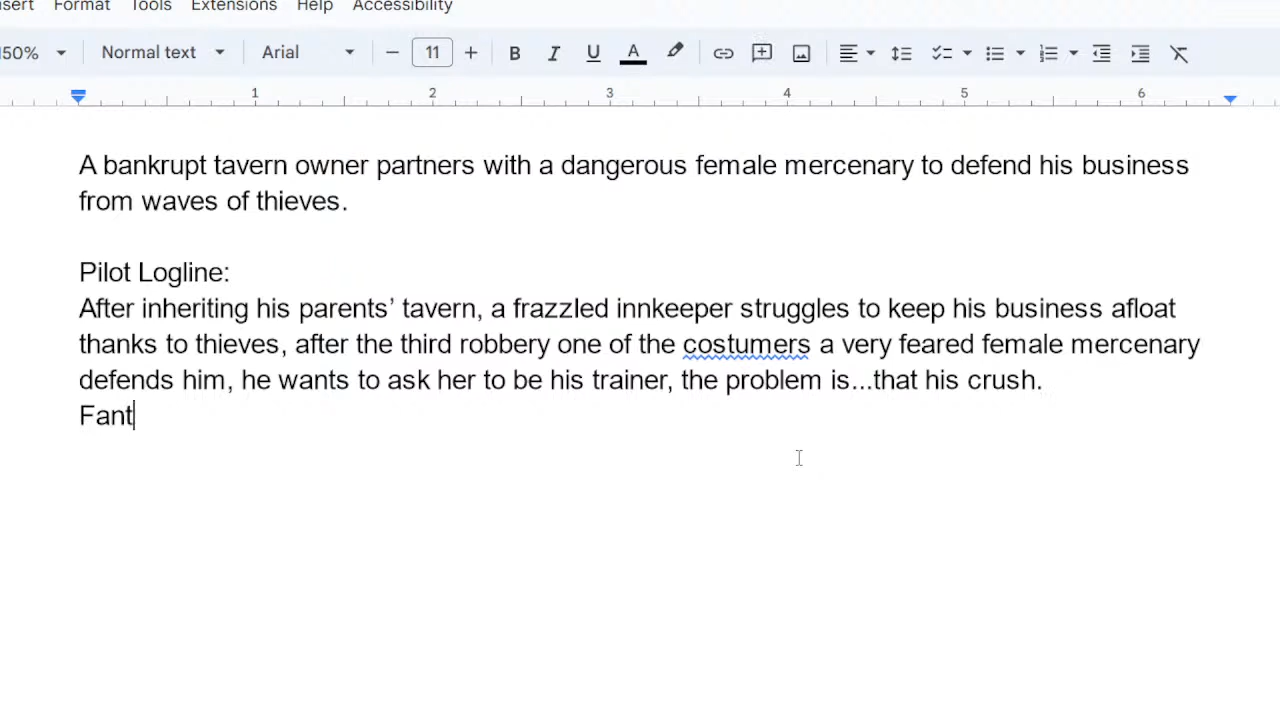 nsert Format Tools Extensions Help Accessibility
150% Normal text Arial 11 B I U A
1 2 3 4 5 6
A bankrupt tavern owner partners with a dangerous female mercenary to defend his business
from waves of thieves.
Pilot Logline:
After inheriting his parents’ tavern, a frazzled innkeeper struggles to keep his business afloat
thanks to thieves, after the third robbery one of the costumers a very feared female mercenary
defends him, he wants to ask her to be his trainer, the problem is...that his crush.
Fant